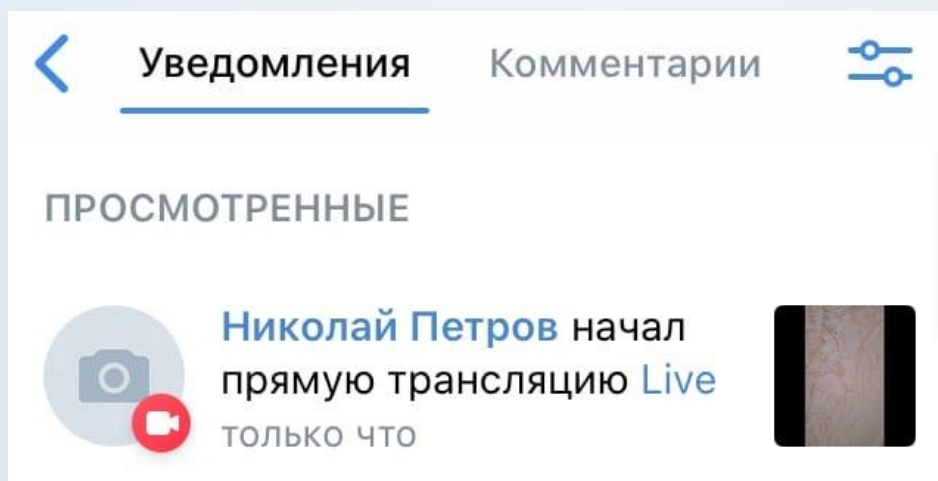 Уведомления Комментарии
ПРОСМОТРЕННЫЕ
Николай Петров начал
прямую трансляцию Live
только что